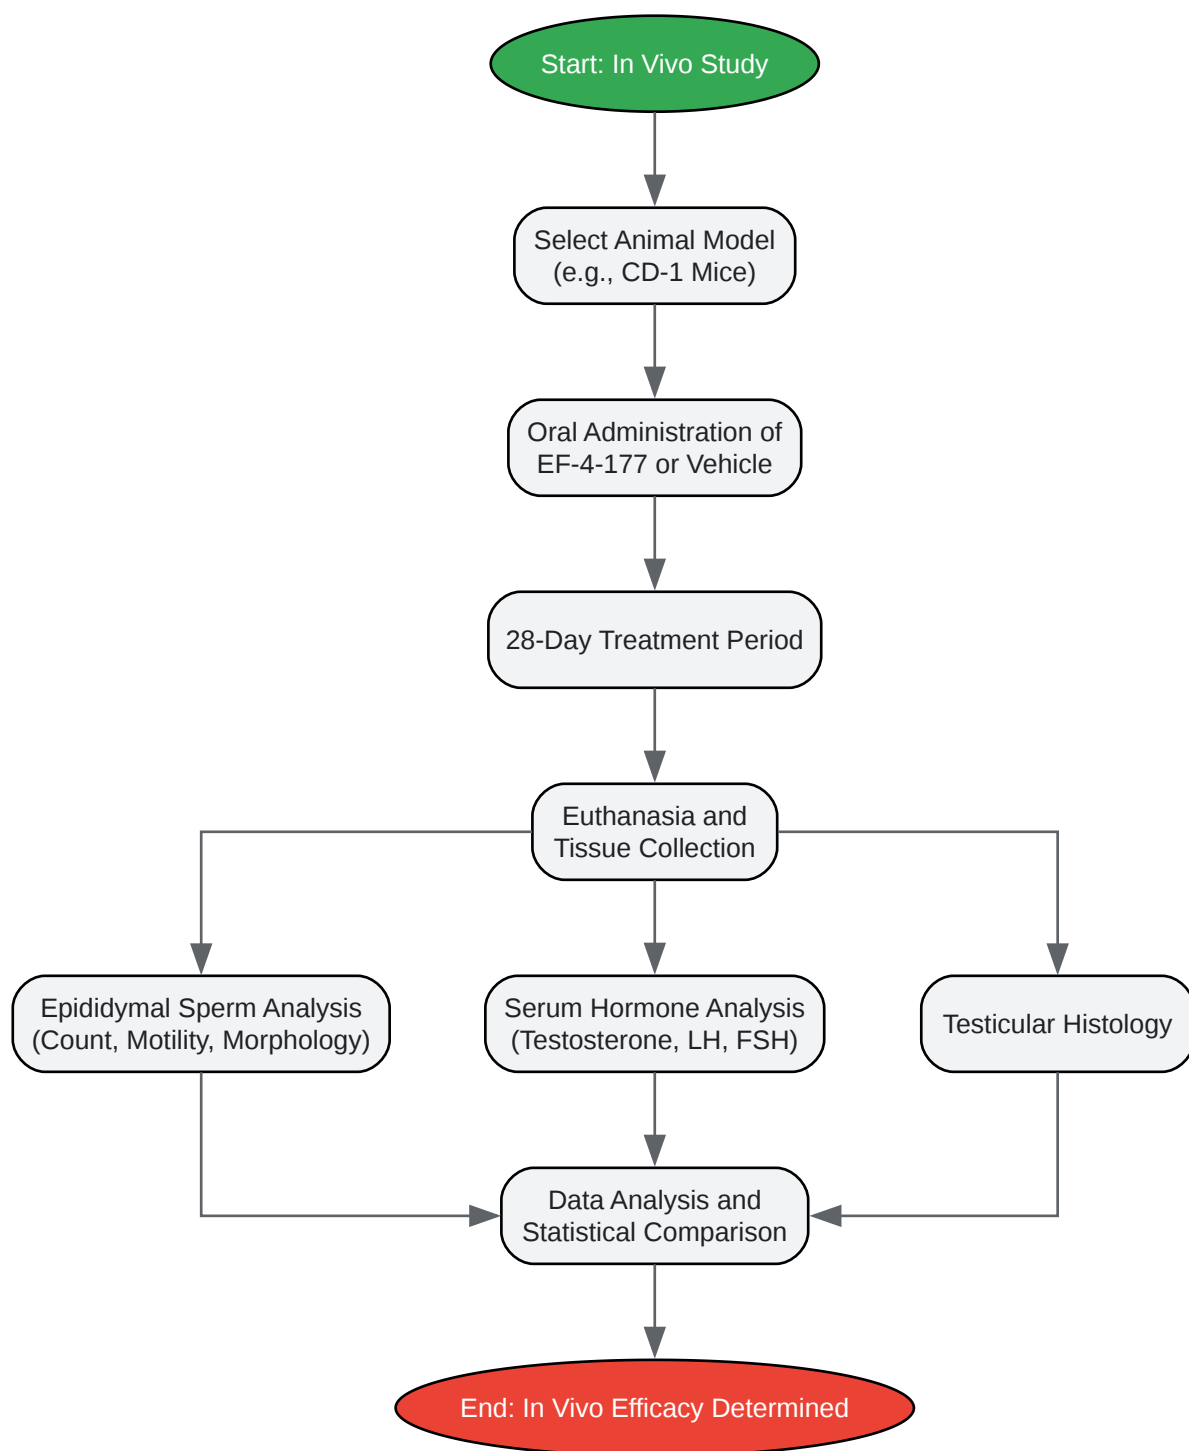 Start: In Vivo Study
Select Animal Model
(e.g., CD-1 Mice)
Oral Administration of
EF-4-177 or Vehicle
28-Day Treatment Period
Euthanasia and
Tissue Collection
Epididymal Sperm Analysis
(Count, Motility, Morphology)
Serum Hormone Analysis
(Testosterone, LH, FSH)
Testicular Histology
Data Analysis and
Statistical Comparison
End: In Vivo Efficacy Determined